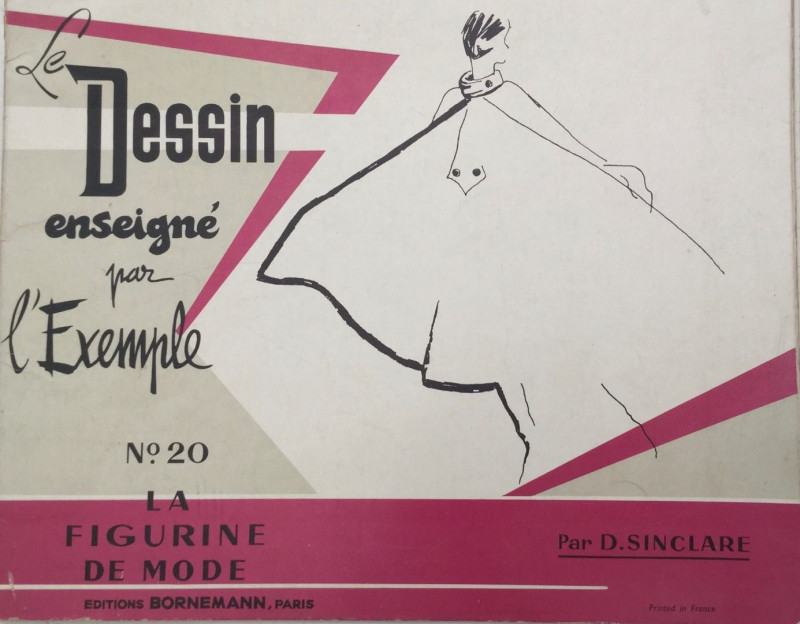 Le
Dessin
enseigné
par
l'Exemple
Nº 20
LA
FIGURINE
DE MODE
Par D. SINCLARE
EDITIONS BORNEMANN, PARIS
Printed in France